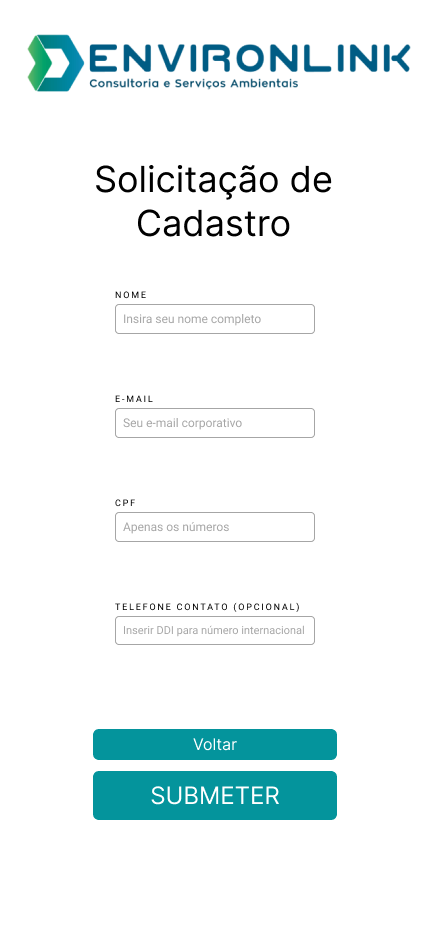 ENVIRONLINK
Consultoria e Serviços Ambientais
Solicitação de
Cadastro
NOME
Insira seu nome completo
E-MAIL
Seu e-mail corporativo
CPF
Apenas os números
TELEFONE CONTATO (OPCIONAL)
Inserir DDI para número internacional
Voltar
SUBMETER